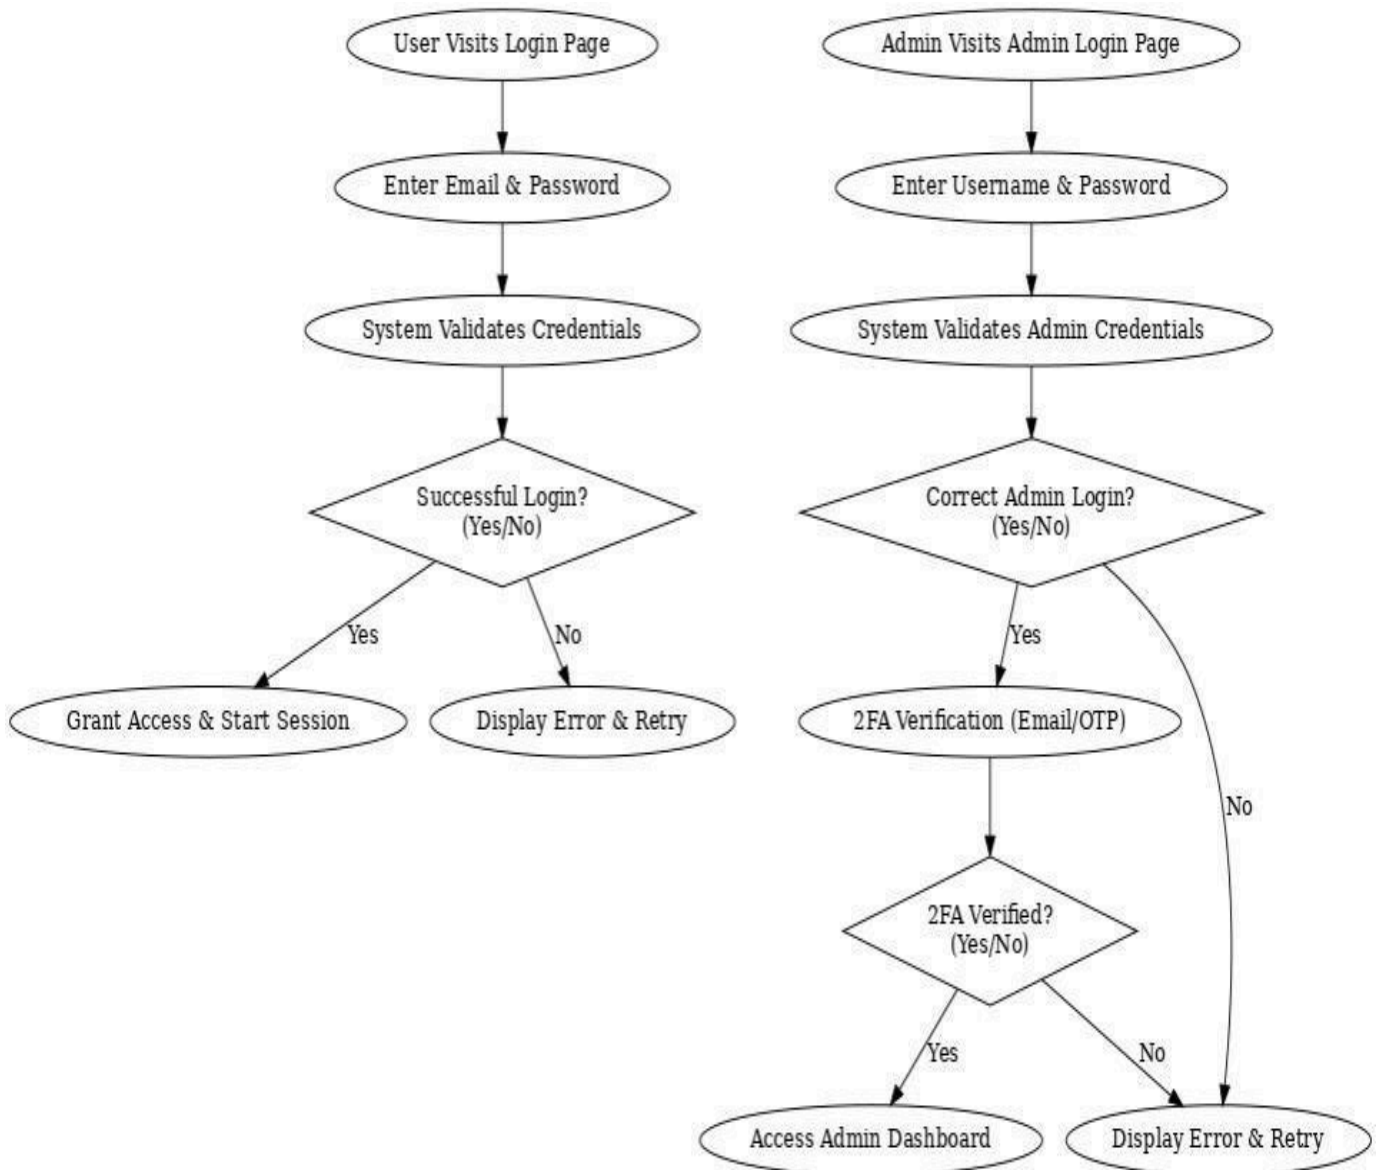 User Visits Login Page
Admin Visits Admin Login Page
Enter Email & Password
Enter Username & Password
System Validates Credentials
System Validates Admin Credentials
Successful Login?
(Yes/No)
Correct Admin Login?
(Yes/No)
Yes
No
Yes
Grant Access & Start Session
Display Error & Retry
2FA Verification (Email/OTP)
No
2FA Verified?
(Yes/No)
Yes
No
Access Admin Dashboard
Display Error & Retry